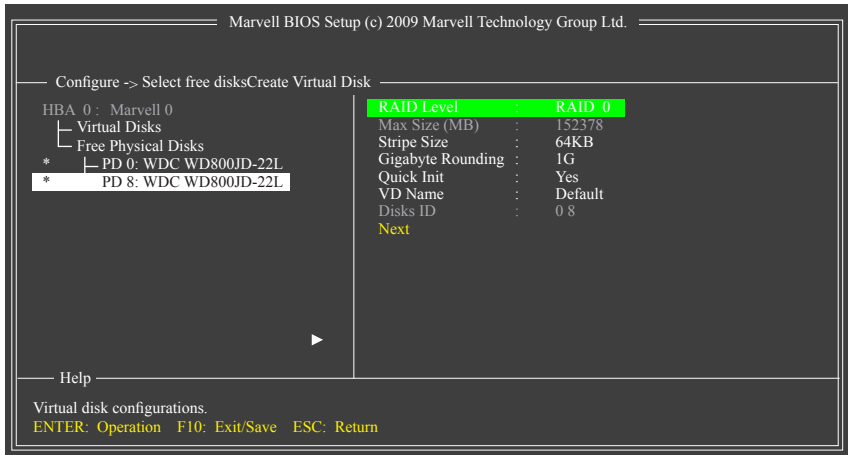 Marvell BIOS Setup (c) 2009 Marvell Technology Group Ltd.
Configure -> Select free disksCreate Virtual Disk
HBA 0 : Marvell 0
Virtual Disks
Free Physical Disks
* PD 0: WDC WD800JD-22L
* PD 8: WDC WD800JD-22L
RAID Level : RAID 0
Max Size (MB) : 152378
Stripe Size : 64KB
Gigabyte Rounding : 1G
Quick Init : Yes
VD Name : Default
Disks ID : 0 8
Next
Help
Virtual disk configurations.
ENTER: Operation F10: Exit/Save ESC: Return